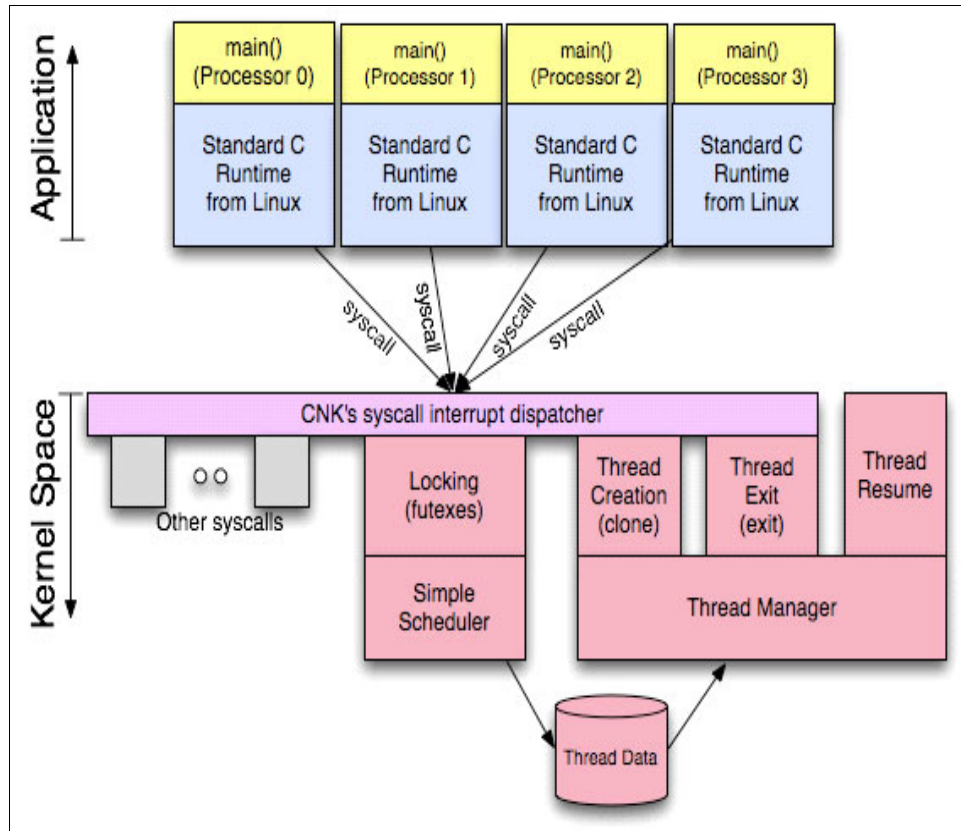 Application
main()
(Processor 0)
main()
(Processor 1)
main()
(Processor 2)
main()
(Processor 3)
Standard C
Runtime
from Linux
Standard C
Runtime
from Linux
Standard C
Runtime
from Linux
Standard C
Runtime
from Linux
syscall
syscall
syscall
syscall
Kernel Space
CNK's syscall interrupt dispatcher
Other syscalls
Locking
(futexes)
Thread
Creation
(clone)
Thread
Exit
(exit)
Thread
Resume
Simple
Scheduler
Thread Manager
Thread Data